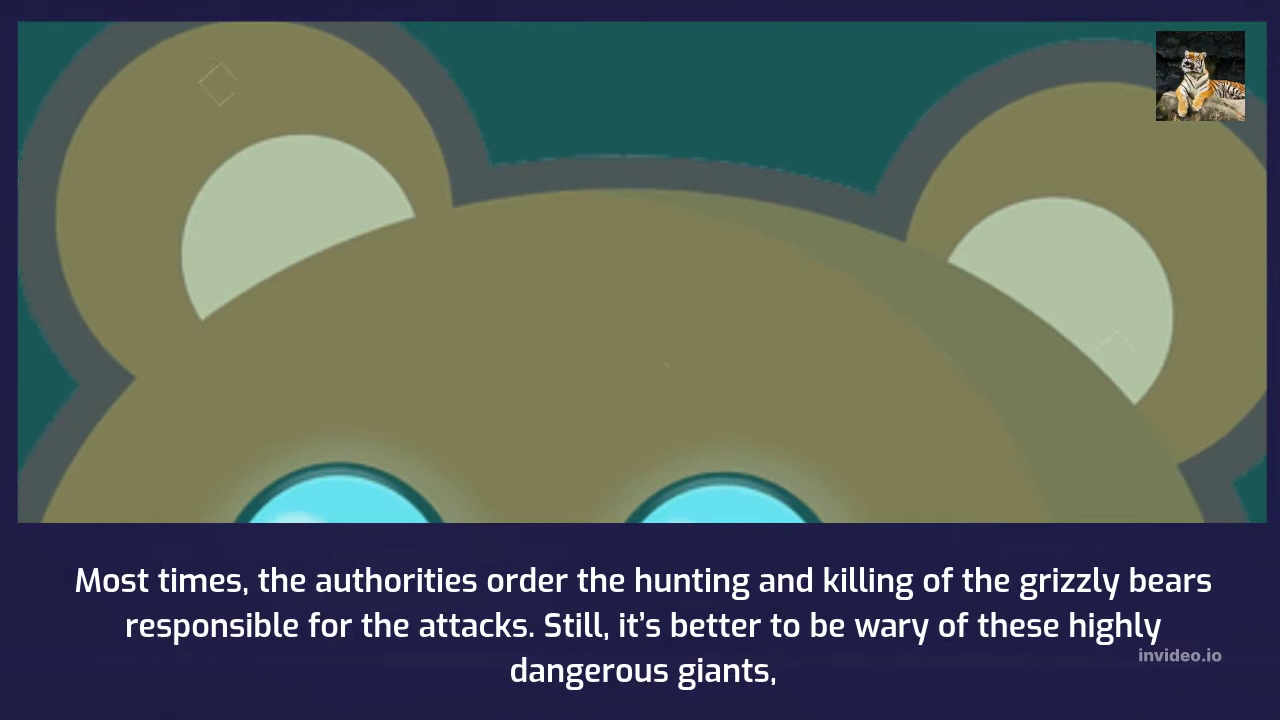 Most times, the authorities order the hunting and killing of the grizzly bears
responsible for the attacks. Still, it’s better to be wary of these highly
dangerous giants,
invideo.io